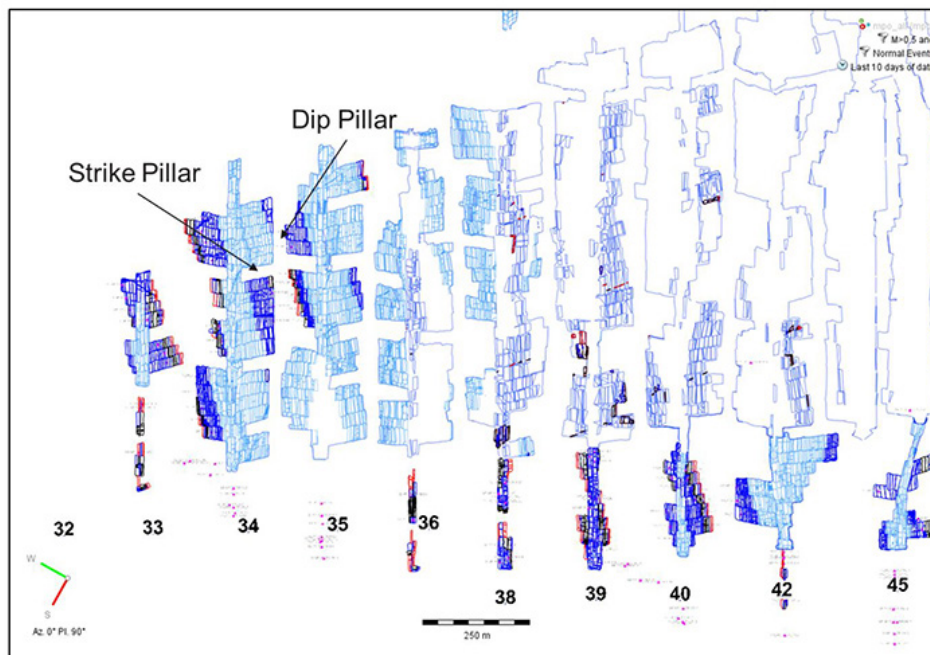 M>0,5 and
Normal Event
Last 10 days of dat
Dip Pillar
Strike Pillar
32
33
34
35
36
38
39
40
42
45
W
S
Az. 0° Pl. 90°
250 m